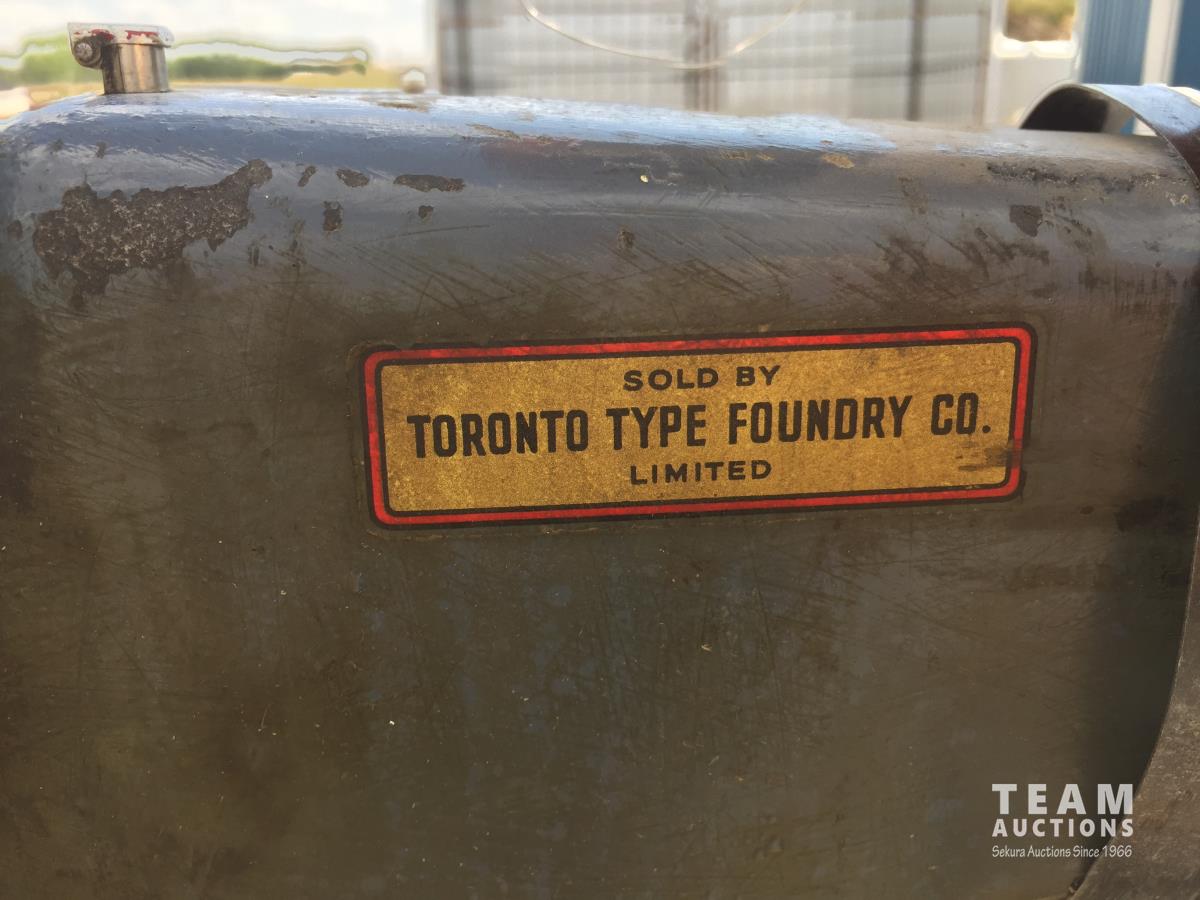 SOLD BY
TORONTO TYPE FOUNDRY CO.
LIMITED
TEAM
AUCTIONS
Sekura Auctions Since 1966